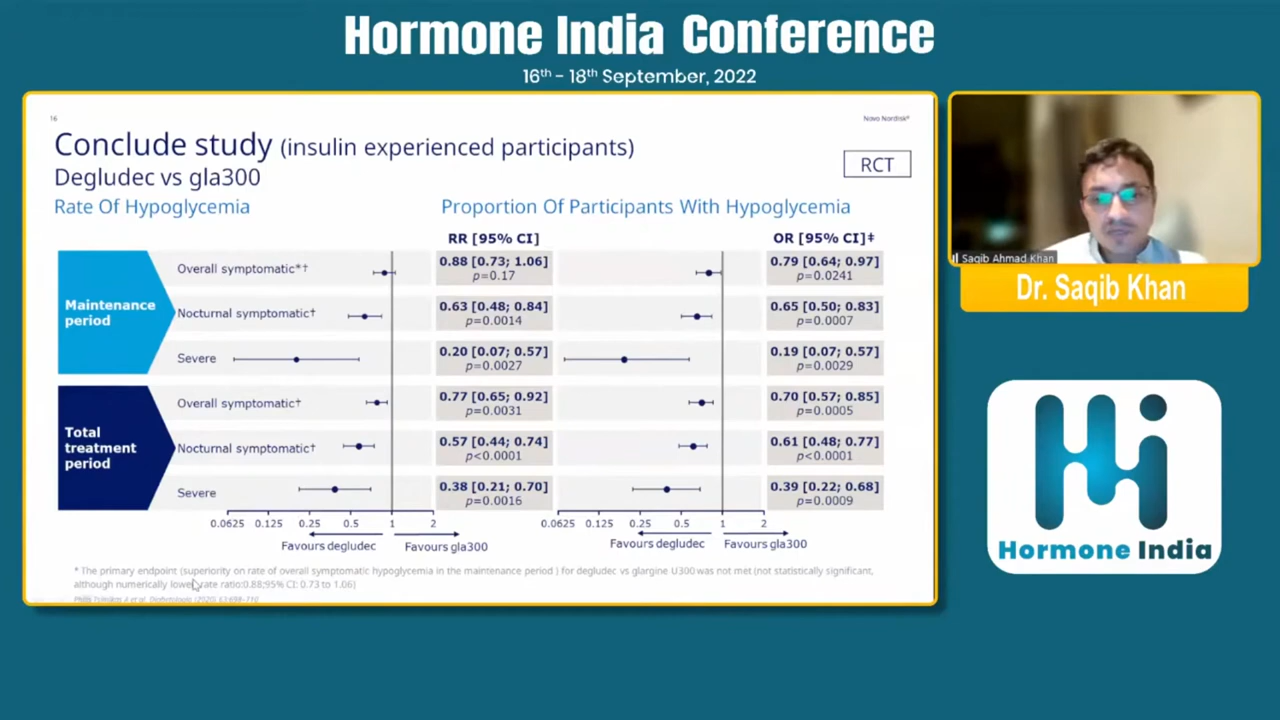 Hormone India Conference
16th - 18th September, 2022
16
Novo Nordisk®
Conclude study (insulin experienced participants)
Degludec vs gla300
RCT
Rate Of Hypoglycemia
Proportion Of Participants With Hypoglycemia
RR [95% CI]
OR [95% CI]‡
Maintenance period
Overall symptomatic*†
0.88 [0.73; 1.06]
p=0.17
0.79 [0.64; 0.97]
p=0.0241
Nocturnal symptomatic†
0.63 [0.48; 0.84]
p=0.0014
0.65 [0.50; 0.83]
p=0.0007
Severe
0.20 [0.07; 0.57]
p=0.0027
0.19 [0.07; 0.57]
p=0.0029
Total treatment period
Overall symptomatic†
0.77 [0.65; 0.92]
p=0.0031
0.70 [0.57; 0.85]
p=0.0005
Nocturnal symptomatic†
0.57 [0.44; 0.74]
p<0.0001
0.61 [0.48; 0.77]
p<0.0001
Severe
0.38 [0.21; 0.70]
p=0.0016
0.39 [0.22; 0.68]
p=0.0009
0.0625 0.125 0.25 0.5 1 2
0.0625 0.125 0.25 0.5 1 2
Favours degludec Favours gla300
Favours degludec Favours gla300
* The primary endpoint (superiority on rate of overall symptomatic hypoglycemia in the maintenance period ) for degludec vs glargine U300 was not met (not statistically significant,
although numerically lower rate ratio:0.88;95% CI: 0.73 to 1.06)
et al. Diabetologia (2020) 63:698-710
Saqib Ahmad Khan
Dr. Saqib Khan
Hormone India